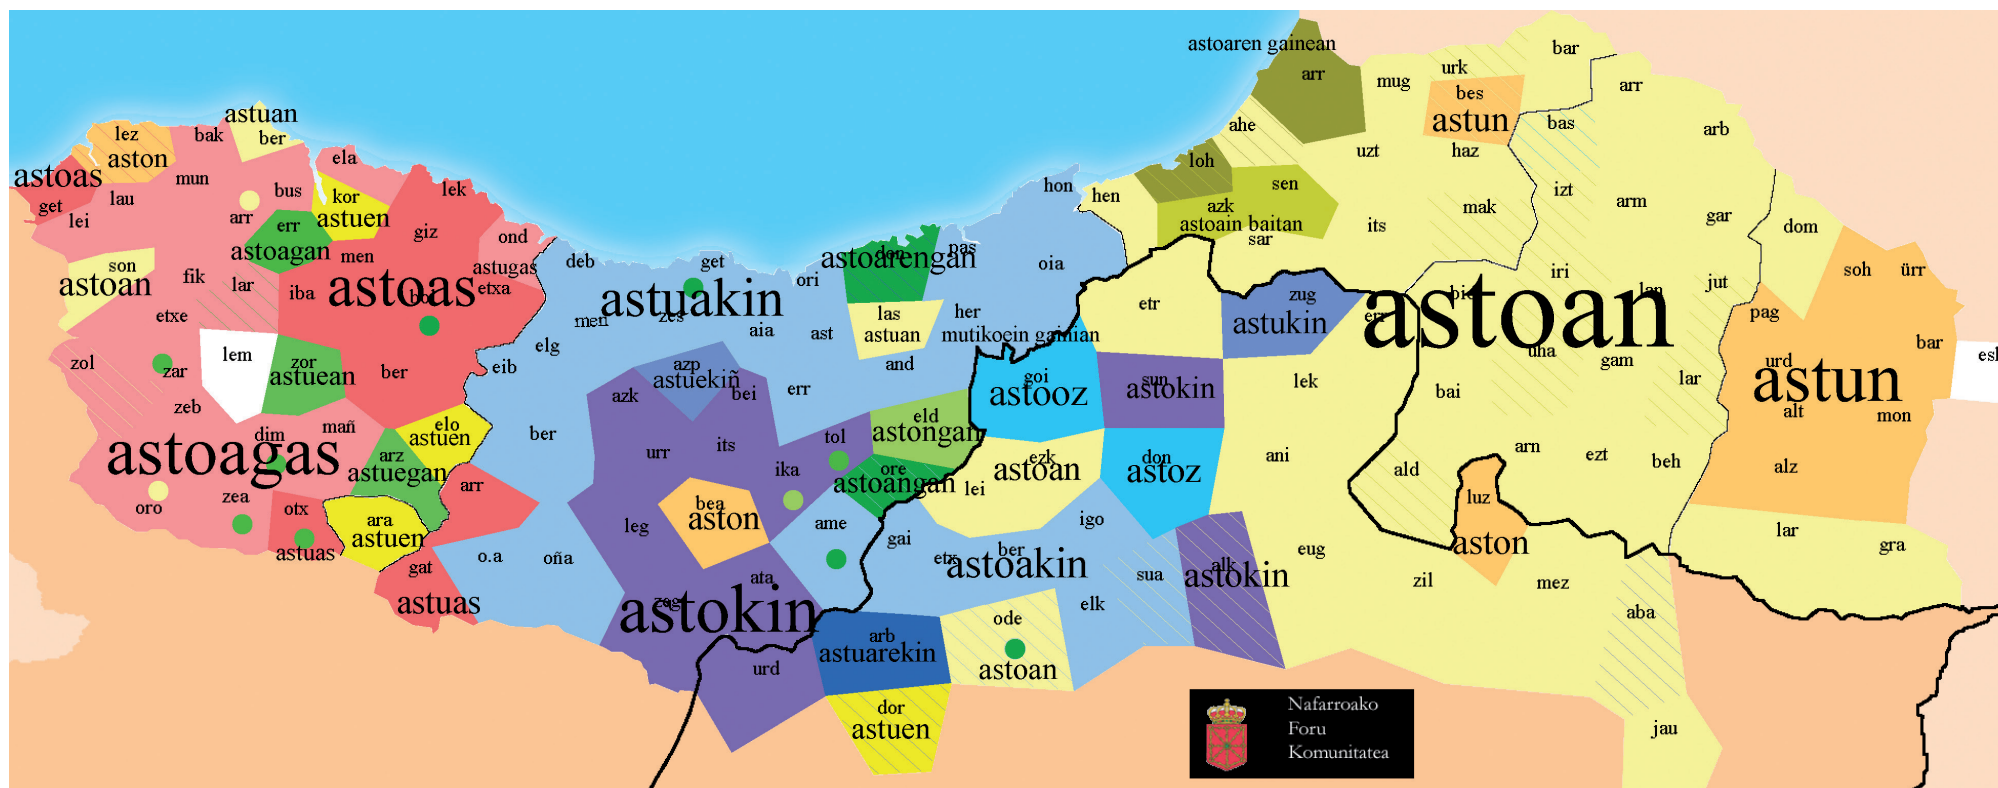 astoaren gainean
bar
arr
urk
mug
arr
bes
astun
astuan
ber
lez
aston
bak
ahe
bas
arb
ela
uzt
haz
loh
astoas
get
mun
lau
bus
kor
astuen
lek
hon
hen
sen
izt
arm
lei
arr
err
astoagan
giz
ond
azk
astoain baitan
sar
its
mak
gar
dom
son
astoan
fik
lar
men
iba
astoas
astugas
etxa
deb
get
astuakin
zes
ori
astoarengan
pas
oia
etr
zug
astukin
iri
astoan
jut
soh
ürr
etxe
elg
aia
ast
las
astuan
her
mutikoein gainian
uha
gam
pag
bar
esk
zol
zar
lem
zor
astuean
ber
eib
azp
astuekiñ
bei
err
and
goi
astooz
sun
astokin
lek
bai
lar
urd
astun
alt
mon
zeb
azk
dim
astoagas
mañ
elo
astuen
ber
its
tol
eld
astongan
arz
astuegan
urr
ika
ore
astoangan
ezk
astoan
lei
don
astoz
ani
ald
arn
ezt
beh
alz
oro
zea
otx
astuas
arr
ara
astuen
leg
bea
aston
ame
gai
igo
luz
aston
lar
gra
gat
astuas
o.a
oña
ata
astokin
etx
ber
astoakin
sua
alk
astokin
eug
zil
mez
elk
ode
astoan
aba
arb
astuarekin
urd
dor
astuen
jau
Nafarroako
Foru
Komunitatea